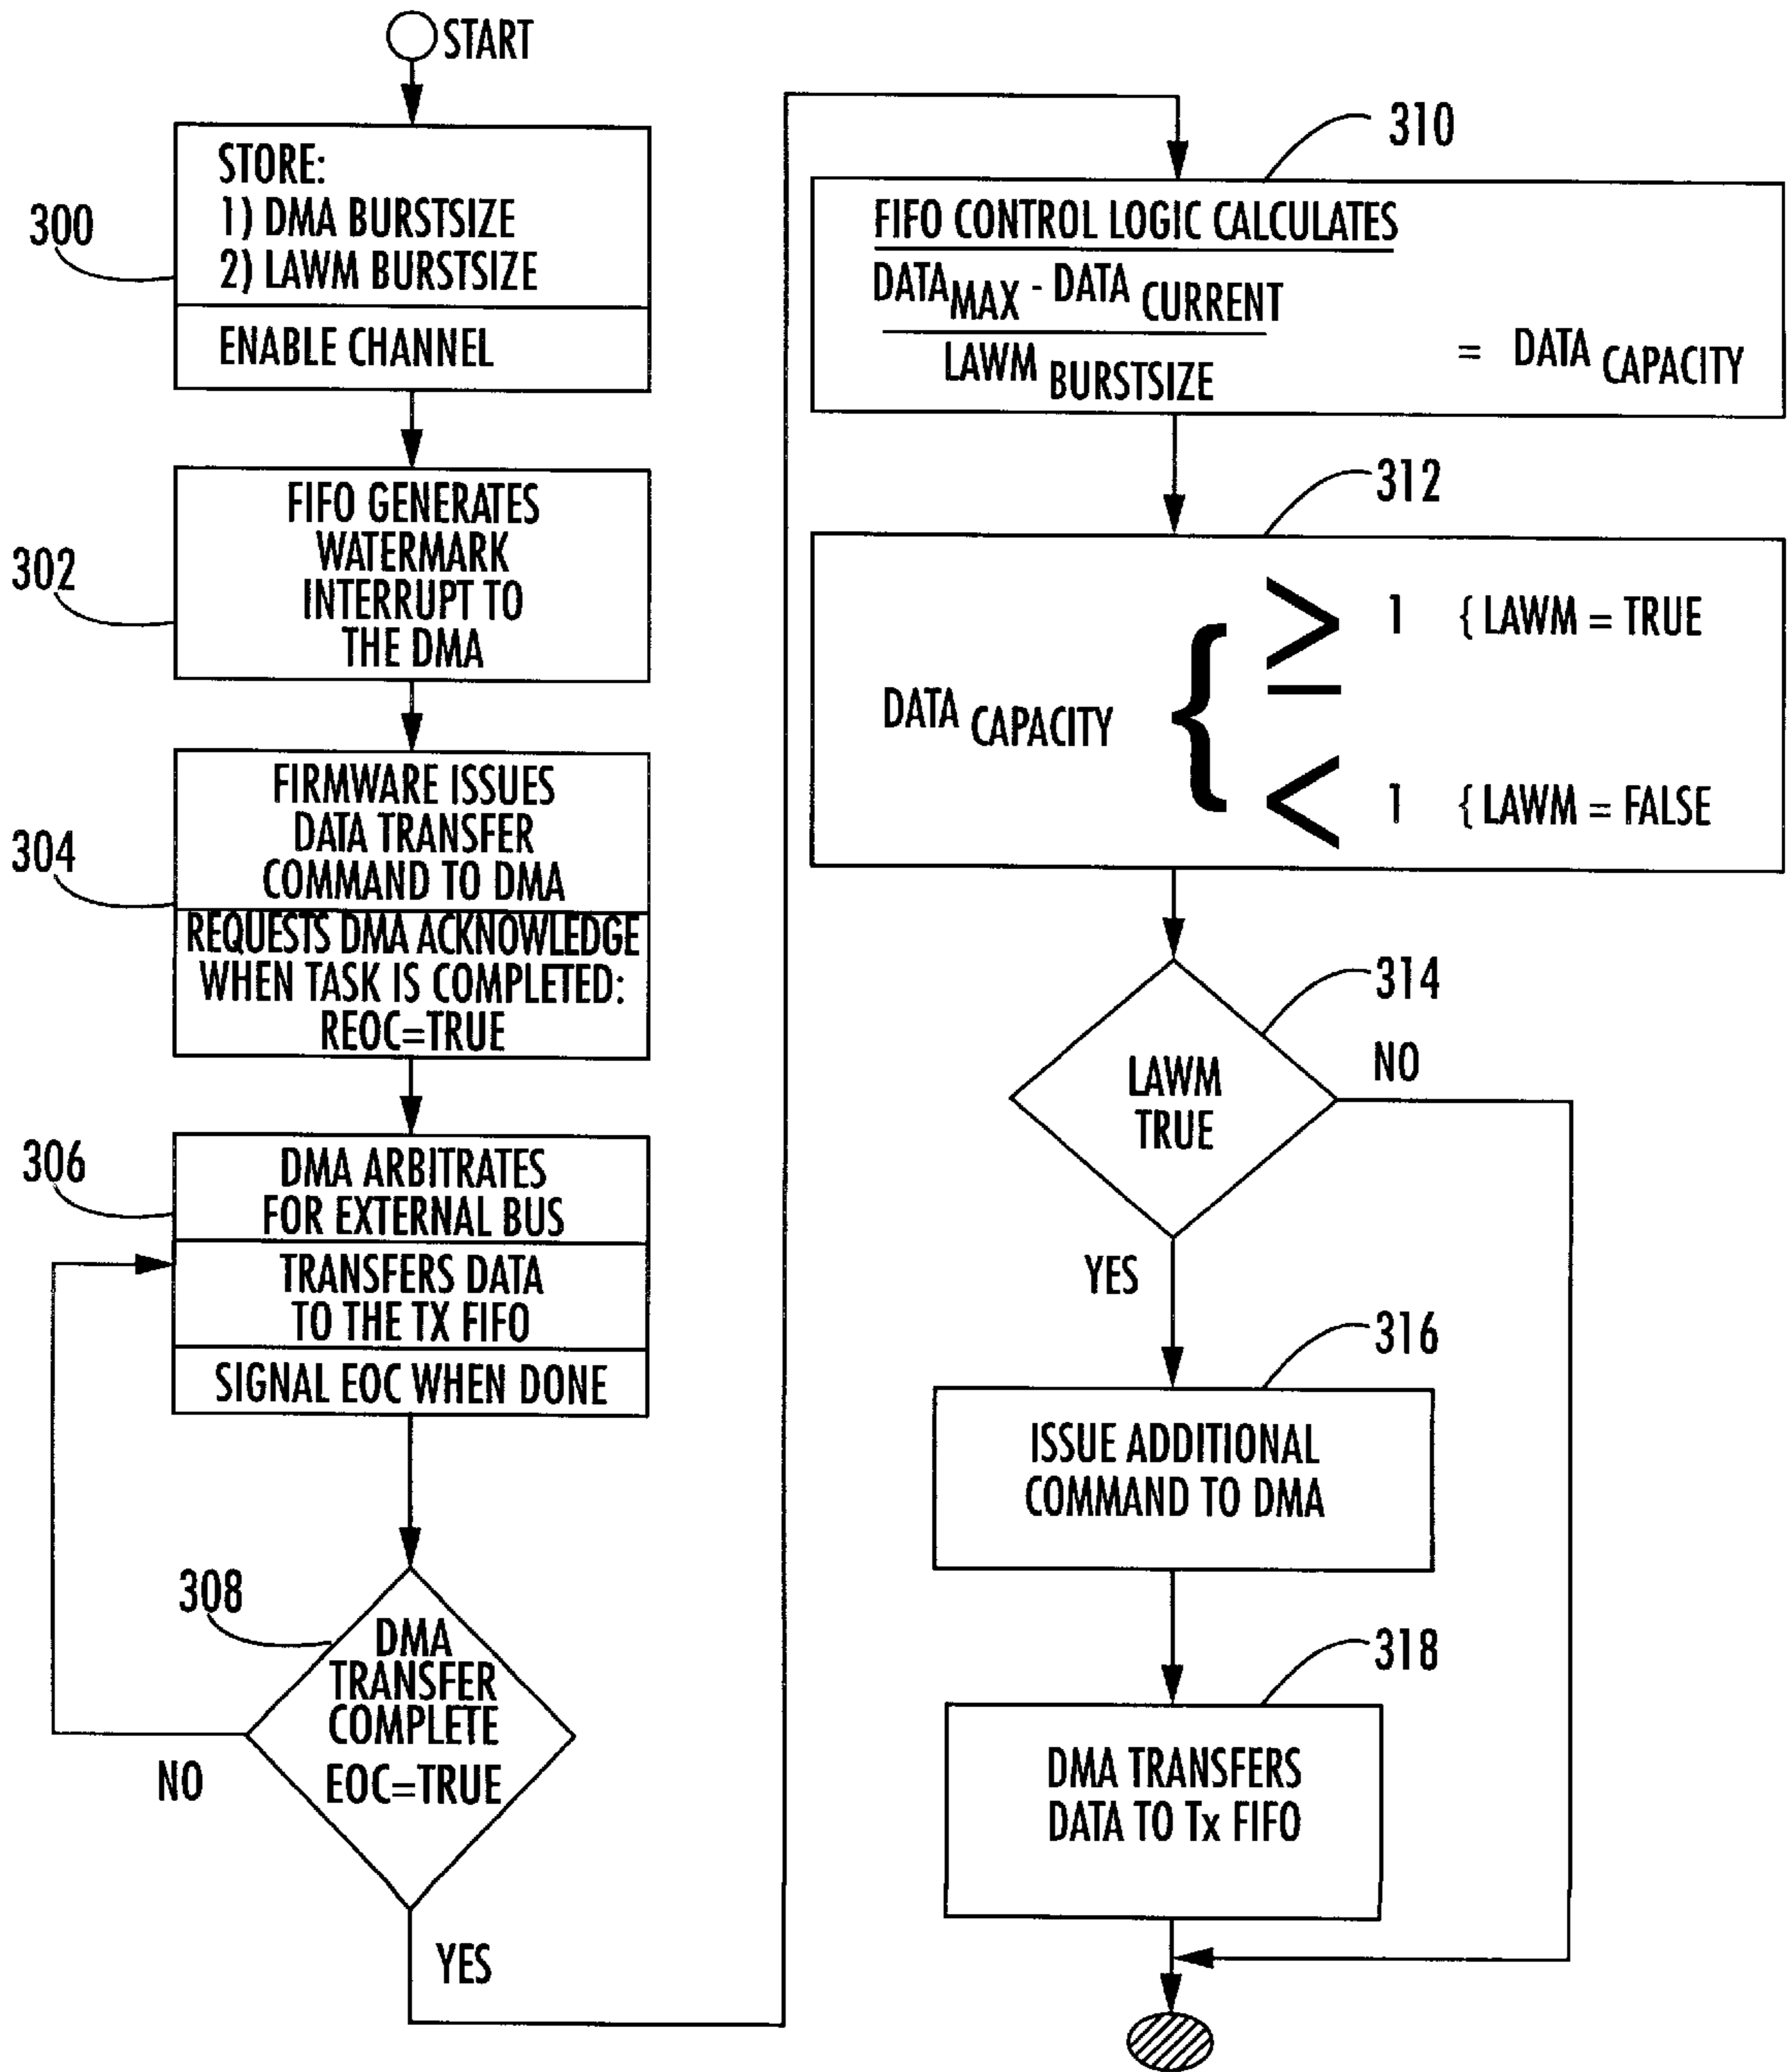 START
300
STORE:
1) DMA BURSTSIZE
2) LAWM BURSTSIZE
ENABLE CHANNEL
302
FIFO GENERATES
WATERMARK
INTERRUPT TO
THE DMA
304
FIRMWARE ISSUES
DATA TRANSFER
COMMAND TO DMA
REQUESTS DMA ACKNOWLEDGE
WHEN TASK IS COMPLETED:
REOC=TRUE
306
DMA ARBITRATES
FOR EXTERNAL BUS
TRANSFERS DATA
TO THE TX FIFO
SIGNAL EOC WHEN DONE
308
DMA
TRANSFER
COMPLETE
EOC=TRUE
NO
YES
310
FIFO CONTROL LOGIC CALCULATES
DATA MAX - DATA CURRENT
LAWM BURSTSIZE
= DATA CAPACITY
312
DATA CAPACITY {
≥ 1 { LAWM = TRUE
< 1 { LAWM = FALSE
314
LAWM
TRUE
NO
YES
316
ISSUE ADDITIONAL
COMMAND TO DMA
318
DMA TRANSFERS
DATA TO Tx FIFO